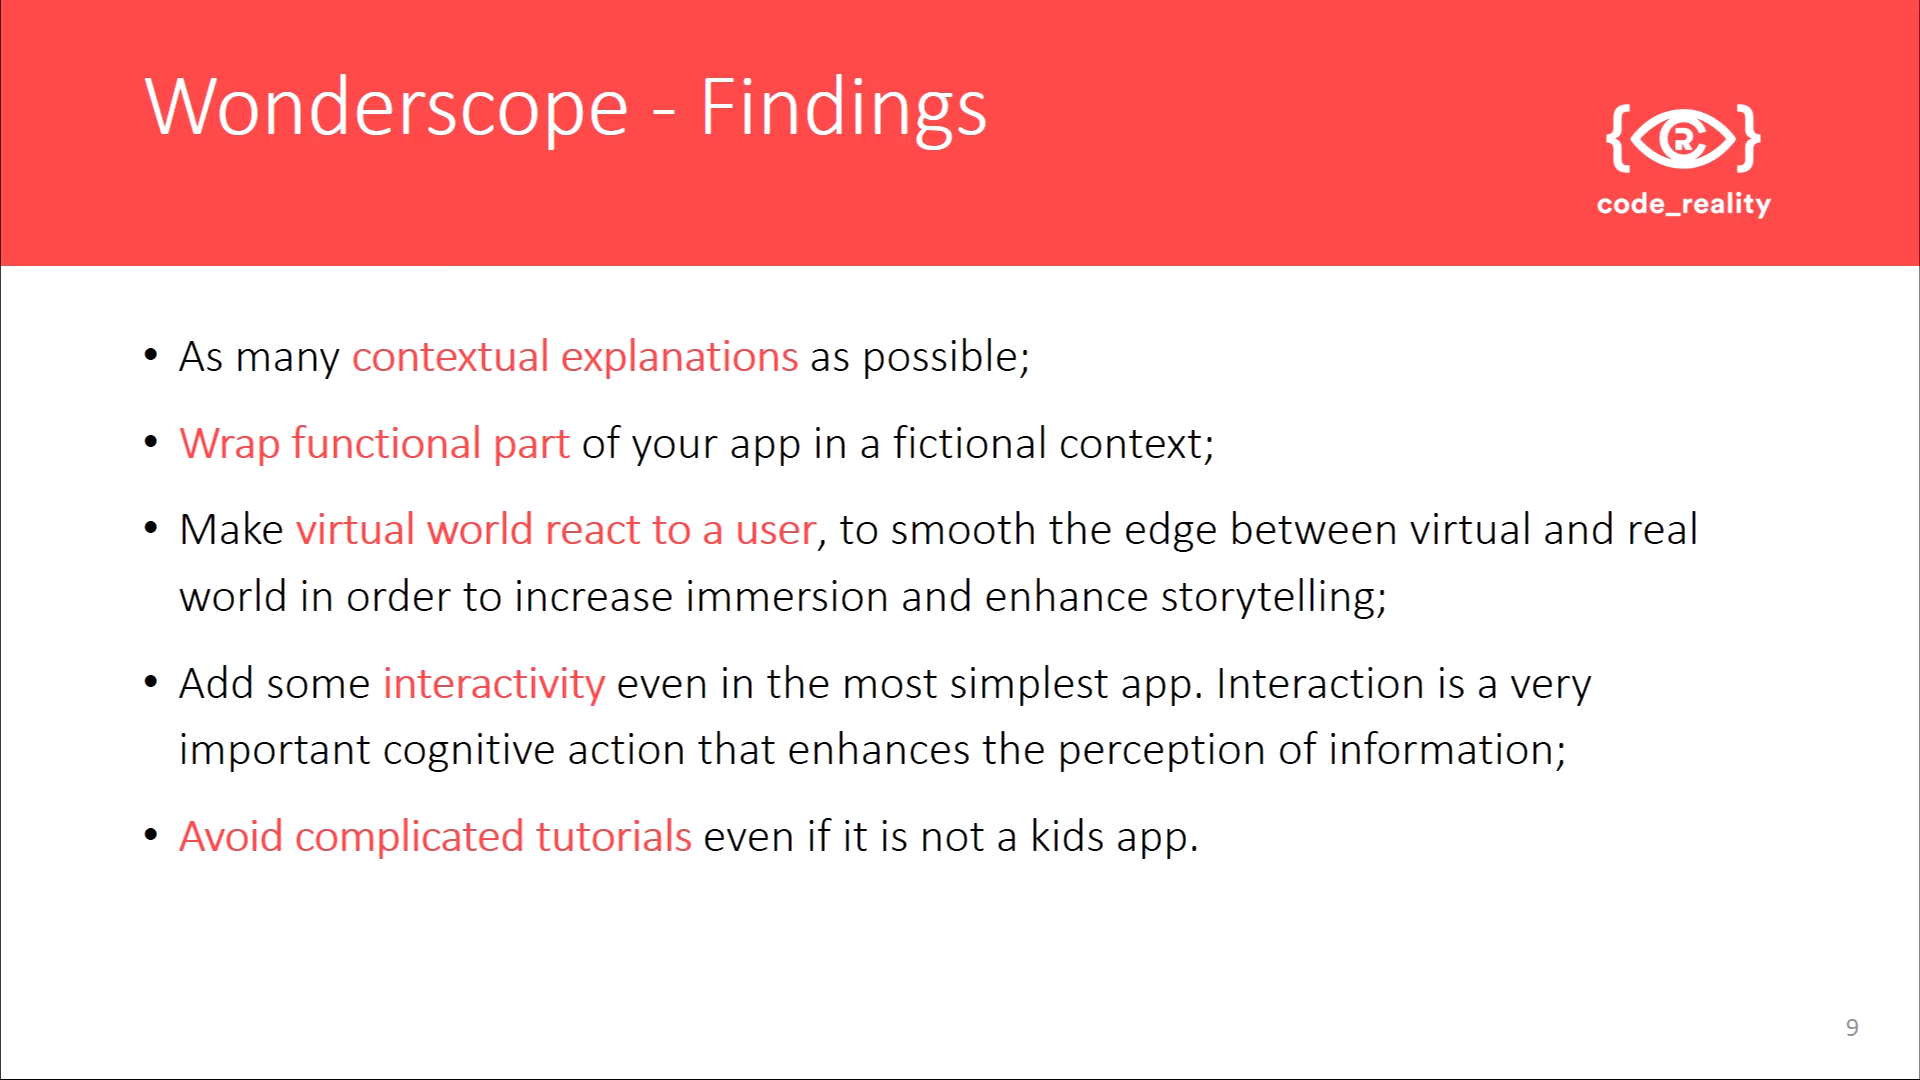 Wonderscope - Findings
{R}
code_reality
• As many contextual explanations as possible;
• Wrap functional part of your app in a fictional context;
• Make virtual world react to a user, to smooth the edge between virtual and real
world in order to increase immersion and enhance storytelling;
• Add some interactivity even in the most simplest app. Interaction is a very
important cognitive action that enhances the perception of information;
• Avoid complicated tutorials even if it is not a kids app.
9